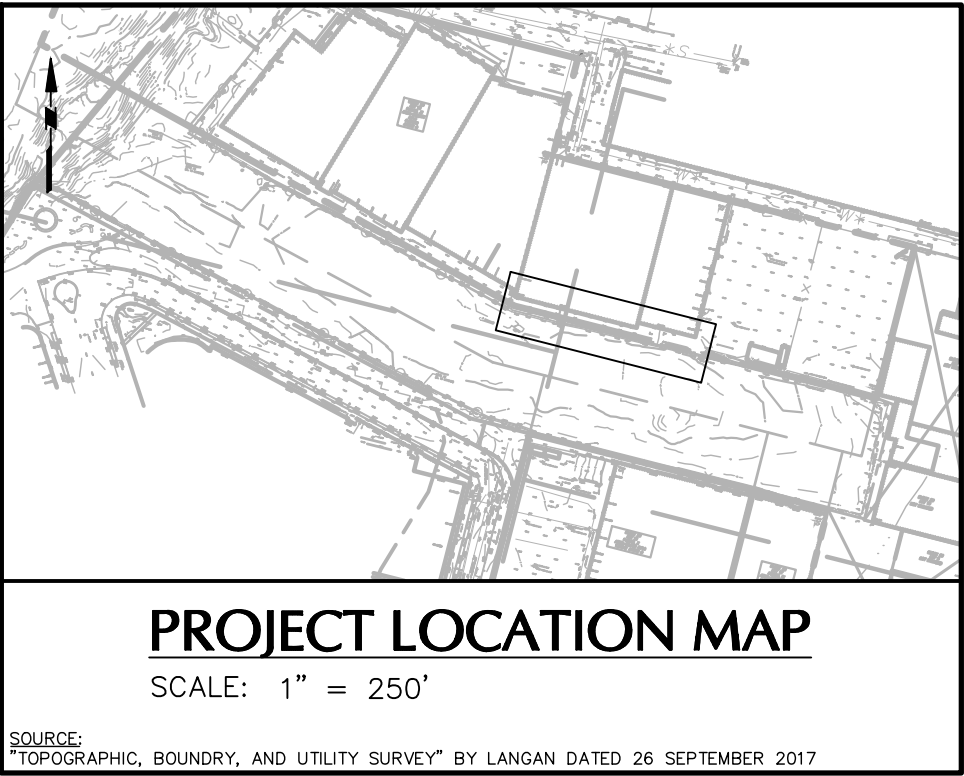 PROJECT LOCATION MAP
SCALE: 1” = 250’
SOURCE:
"TOPOGRAPHIC, BOUNDRY, AND UTILITY SURVEY” BY LANGAN DATED 26 SEPTEMBER 2017